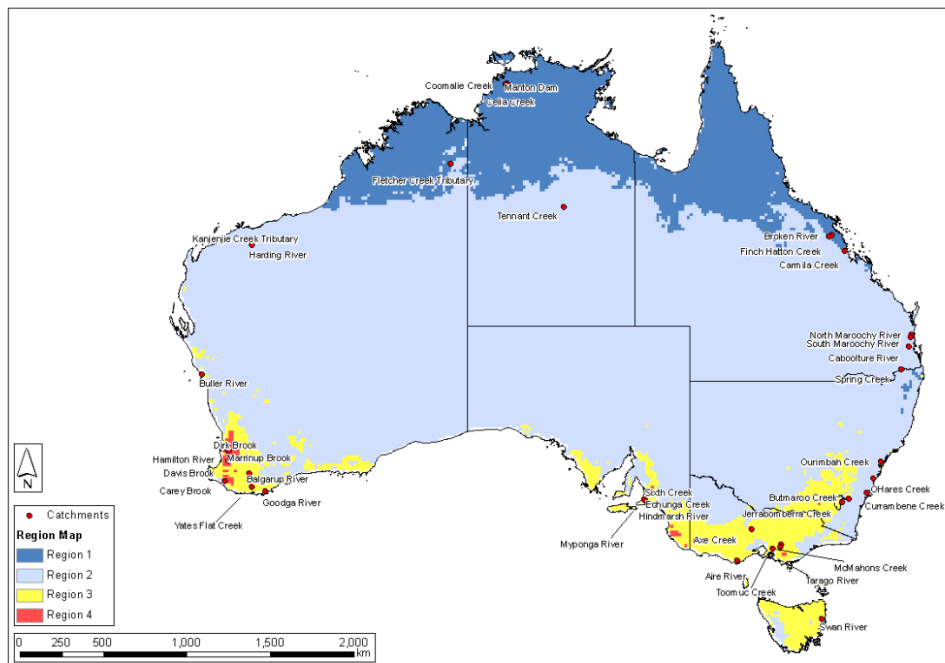 Coomalie Creek
Manton Dam
Celia Creek
Fletcher Creek Tributary
Tennant Creek
Kanjenjie Creek Tributary
Harding River
Broken River
Finch Hatton Creek
Carmila Creek
North Maroochy River
South Maroochy River
Caboolture River
Spring Creek
Buller River
Dirk Brook
Hamilton River
Marrinup Brook
Davis Brook
Balgarup River
Carey Brook
Goodga River
Yates Flat Creek
Ourimbah Creek
Sixth Creek
Echunga Creek
Hindmarsh River
Myponga River
Butmaroo Creek
OHares Creek
Currambene Creek
Jerrabomberra Creek
Axe Creek
McMahons Creek
Aire River
Tarago River
Toomuc Creek
Swan River
N
Catchments
Region Map
Region 1
Region 2
Region 3
Region 4
0 250 500 1,000 1,500 2,000
km